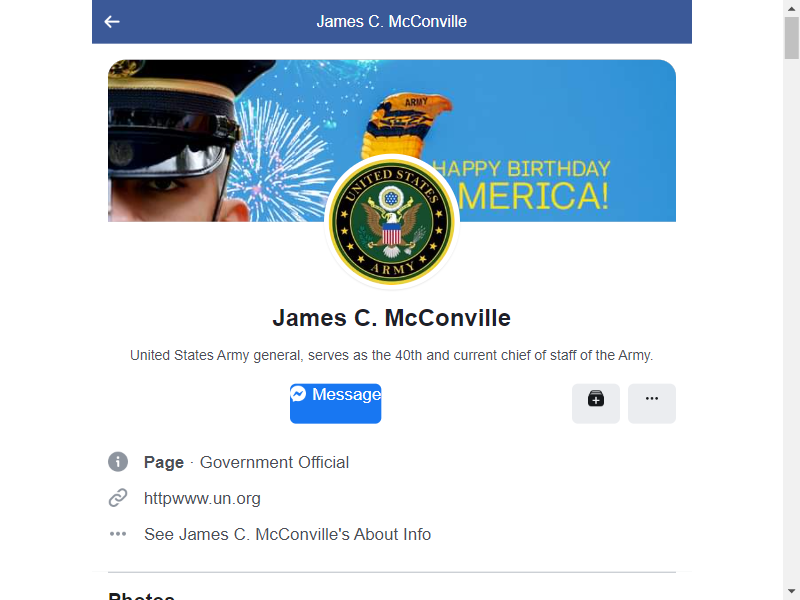 James C. McConville
ARMY
HAPPY BIRTHDAY
MERICA!
UNITED STATES
ARMY
James C. McConville
United States Army general, serves as the 40th and current chief of staff of the Army.
Message
Page · Government Official
httpwww.un.org
See James C. McConville's About Info
Photos